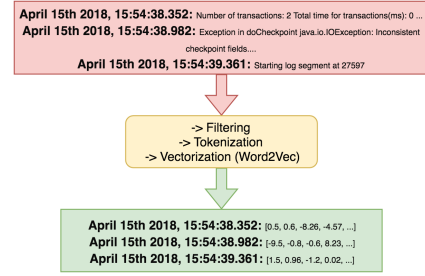 April 15th 2018, 15:54:38.352: Number of transactions: 2 Total time for transactions(ms): 0 ...
April 15th 2018, 15:54:38.982: Exception in doCheckpoint java.io.IOException: Inconsistent
checkpoint fields....
April 15th 2018, 15:54:39.361: Starting log segment at 27597
-> Filtering
-> Tokenization
-> Vectorization (Word2Vec)
April 15th 2018, 15:54:38.352: [0.5, 0.6, -8.26, -4.57, ...]
April 15th 2018, 15:54:38.982: [-9.5, -0.8, -0.6, 8.23, ...]
April 15th 2018, 15:54:39.361: [1.5, 0.96, -1.2, 0.02, ...]